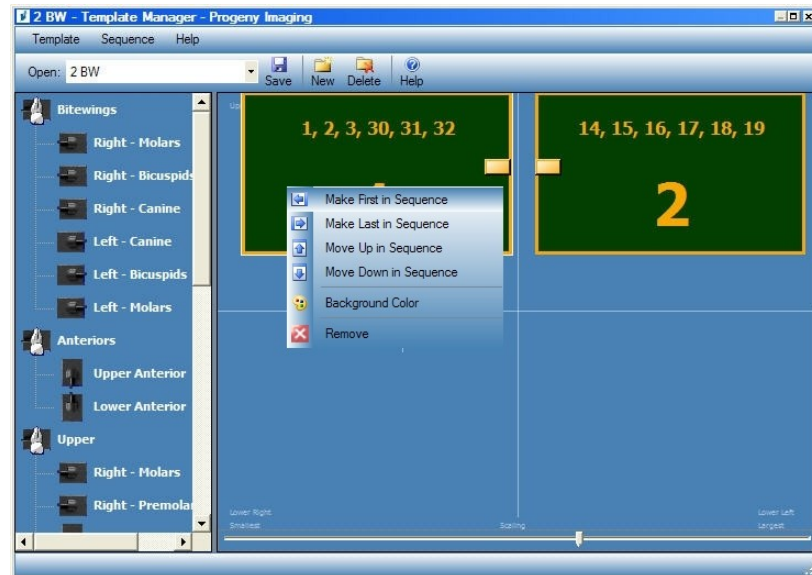 2 BW - Template Manager - Progeny Imaging
Template Sequence Help
Open: 2 BW Save New Delete Help
Bitewings
Right - Molars
Right - Bicuspids
Right - Canine
Left - Canine
Left - Bicuspids
Left - Molars
Anteriors
Upper Anterior
Lower Anterior
Upper
Right - Molars
Right - Premola
1, 2, 3, 30, 31, 32
14, 15, 16, 17, 18, 19
2
Make First in Sequence
Make Last in Sequence
Move Up in Sequence
Move Down in Sequence
Background Color
Remove
Lower Right Lower Left
Smallest Scaling Largest